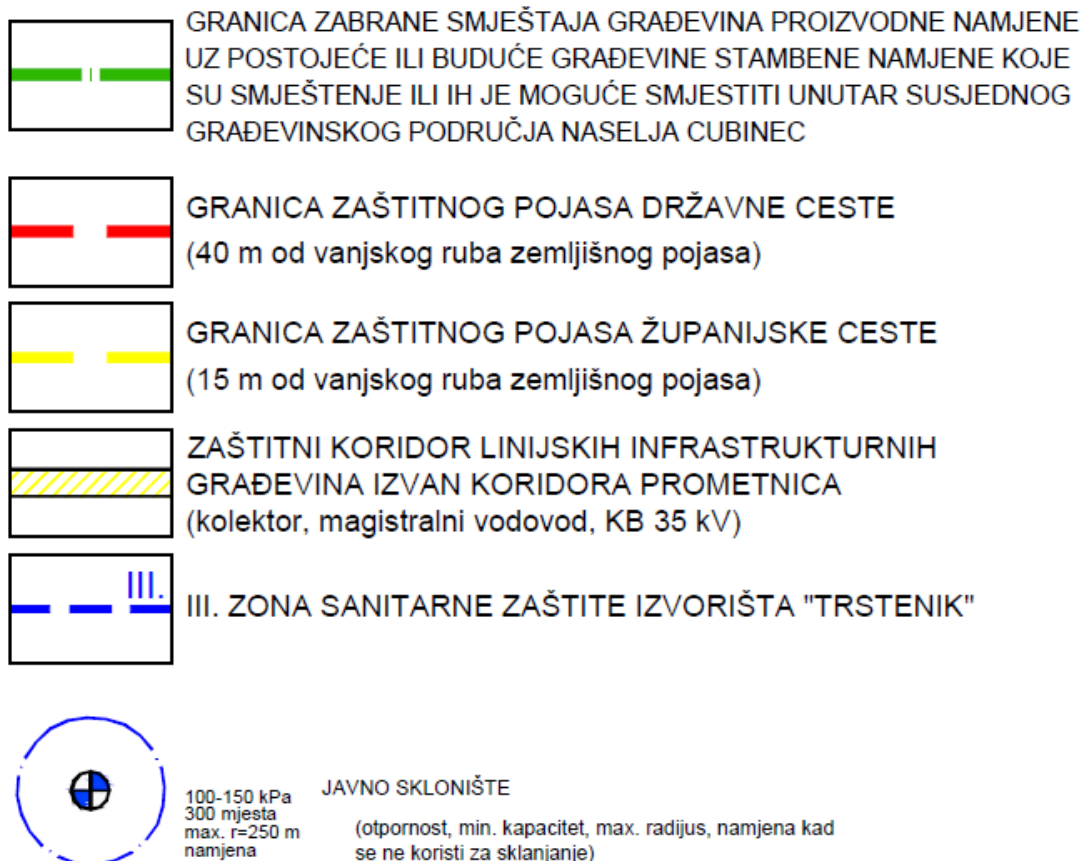 GRANICA ZABRANE SMJEŠTAJA GRAĐEVINA PROIZVODNE NAMJENE
UZ POSTOJEĆE ILI BUDUĆE GRAĐEVINE STAMBENE NAMJENE KOJE
SU SMJEŠTENJE ILI IH JE MOGUĆE SMJESTITI UNUTAR SUSJEDNOG
GRAĐEVINSKOG PODRUČJA NASELJA CUBINEC
GRANICA ZAŠTITNOG POJASA DRŽAVNE CESTE
(40 m od vanjskog ruba zemljišnog pojasa)
GRANICA ZAŠTITNOG POJASA ŽUPANIJSKE CESTE
(15 m od vanjskog ruba zemljišnog pojasa)
ZAŠTITNI KORIDOR LINIJSKIH INFRASTRUKTURNIH
GRAĐEVINA IZVAN KORIDORA PROMETNICA
(kolektor, magistralni vodovod, KB 35 kV)
III.
III. ZONA SANITARNE ZAŠTITE IZVORIŠTA "TRSTENIK"
100-150 kPa
300 mjesta
max. r=250 m
namjena
JAVNO SKLONIŠTE
(otpornost, min. kapacitet, max. radijus, namjena kad
se ne koristi za sklanjanje)